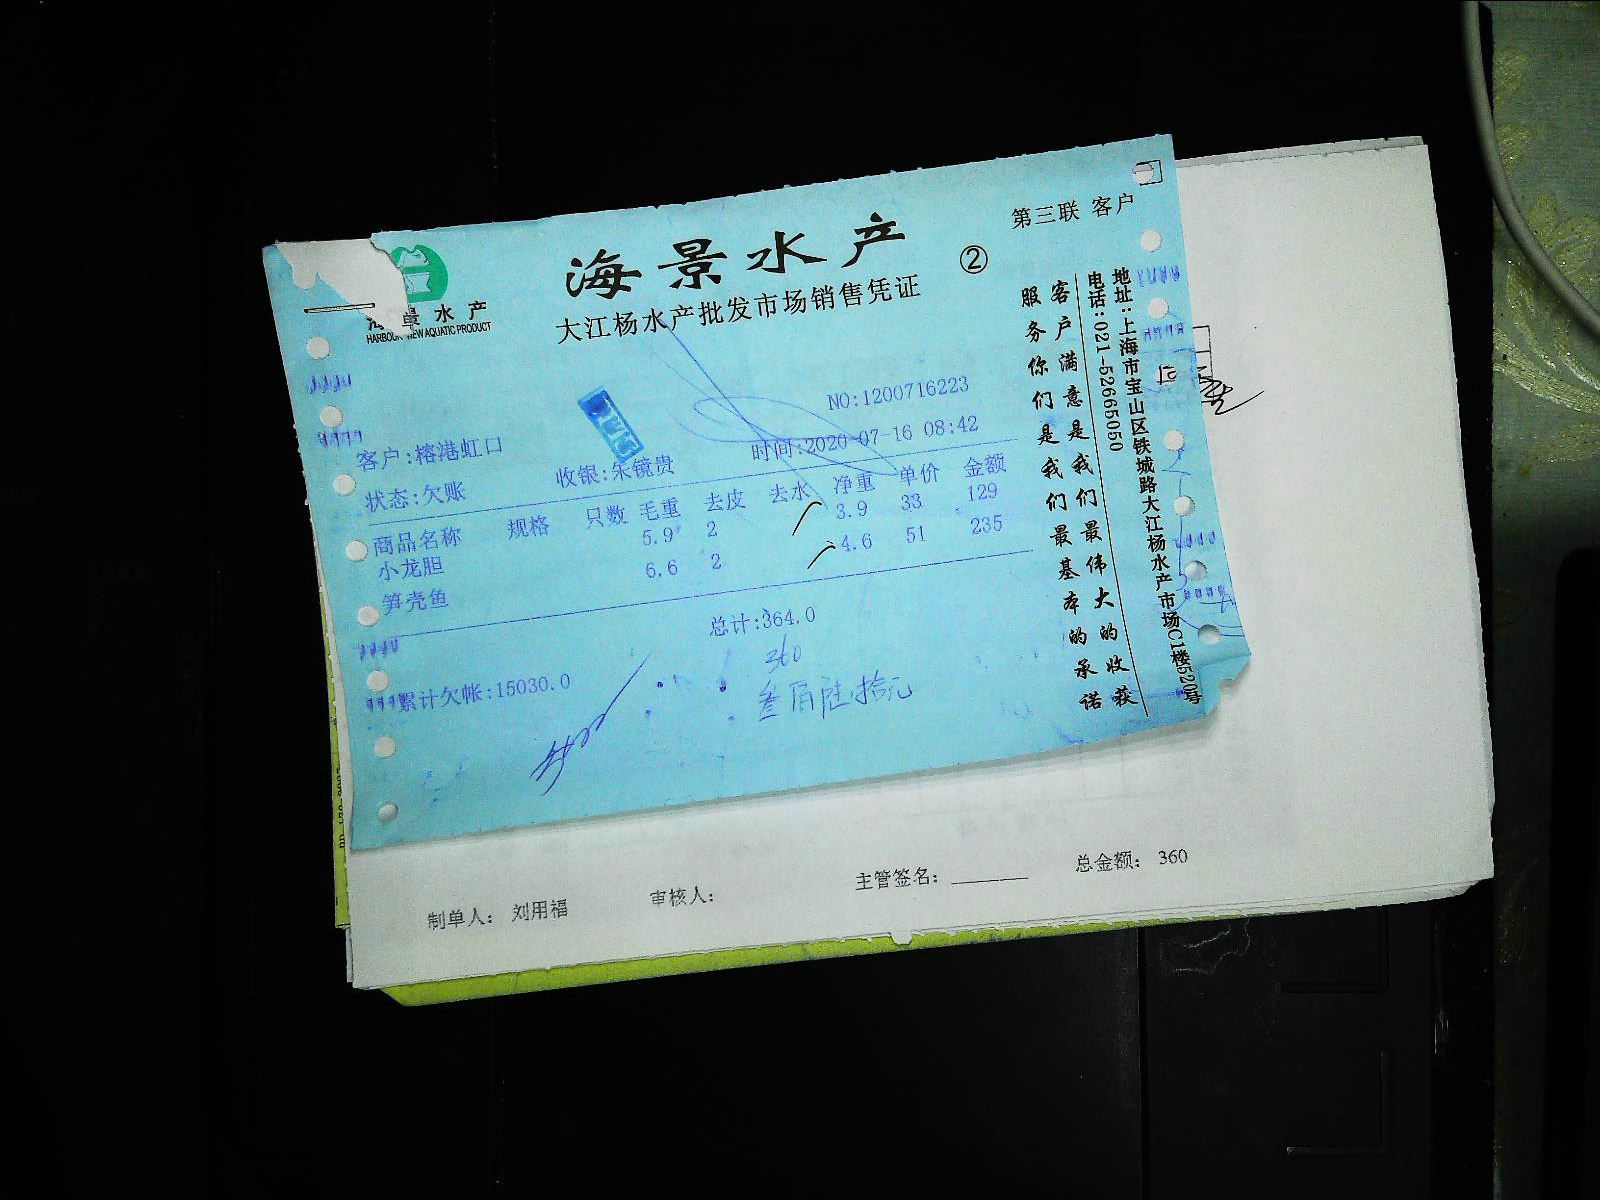 第三联 客户
海景水产
②
大江杨水产批发市场销售凭证
海景水产
HARBOUR VIEW AQUATIC PRODUCT
NO:1200716223
客户:榕港虹口
收银:朱镜贵
时间:2020-07-16 08:42
状态:欠账
商品名称 规格 只数 毛重 去皮 去水 净重 单价 金额
小龙胆 5.9 2 3.9 33 129
笋壳鱼 6.6 2 4.6 51 235
总计:364.0
360
累计欠帐:15030.0
叁佰陆拾元
地址:上海市宝山区铁城路大江杨水产市场C1楼520号
电话:021-52665050
客户满意是我们最伟大的收获
服务你们是我们最基本的承诺
制单人: 刘用福
审核人:
主管签名:
总金额: 360